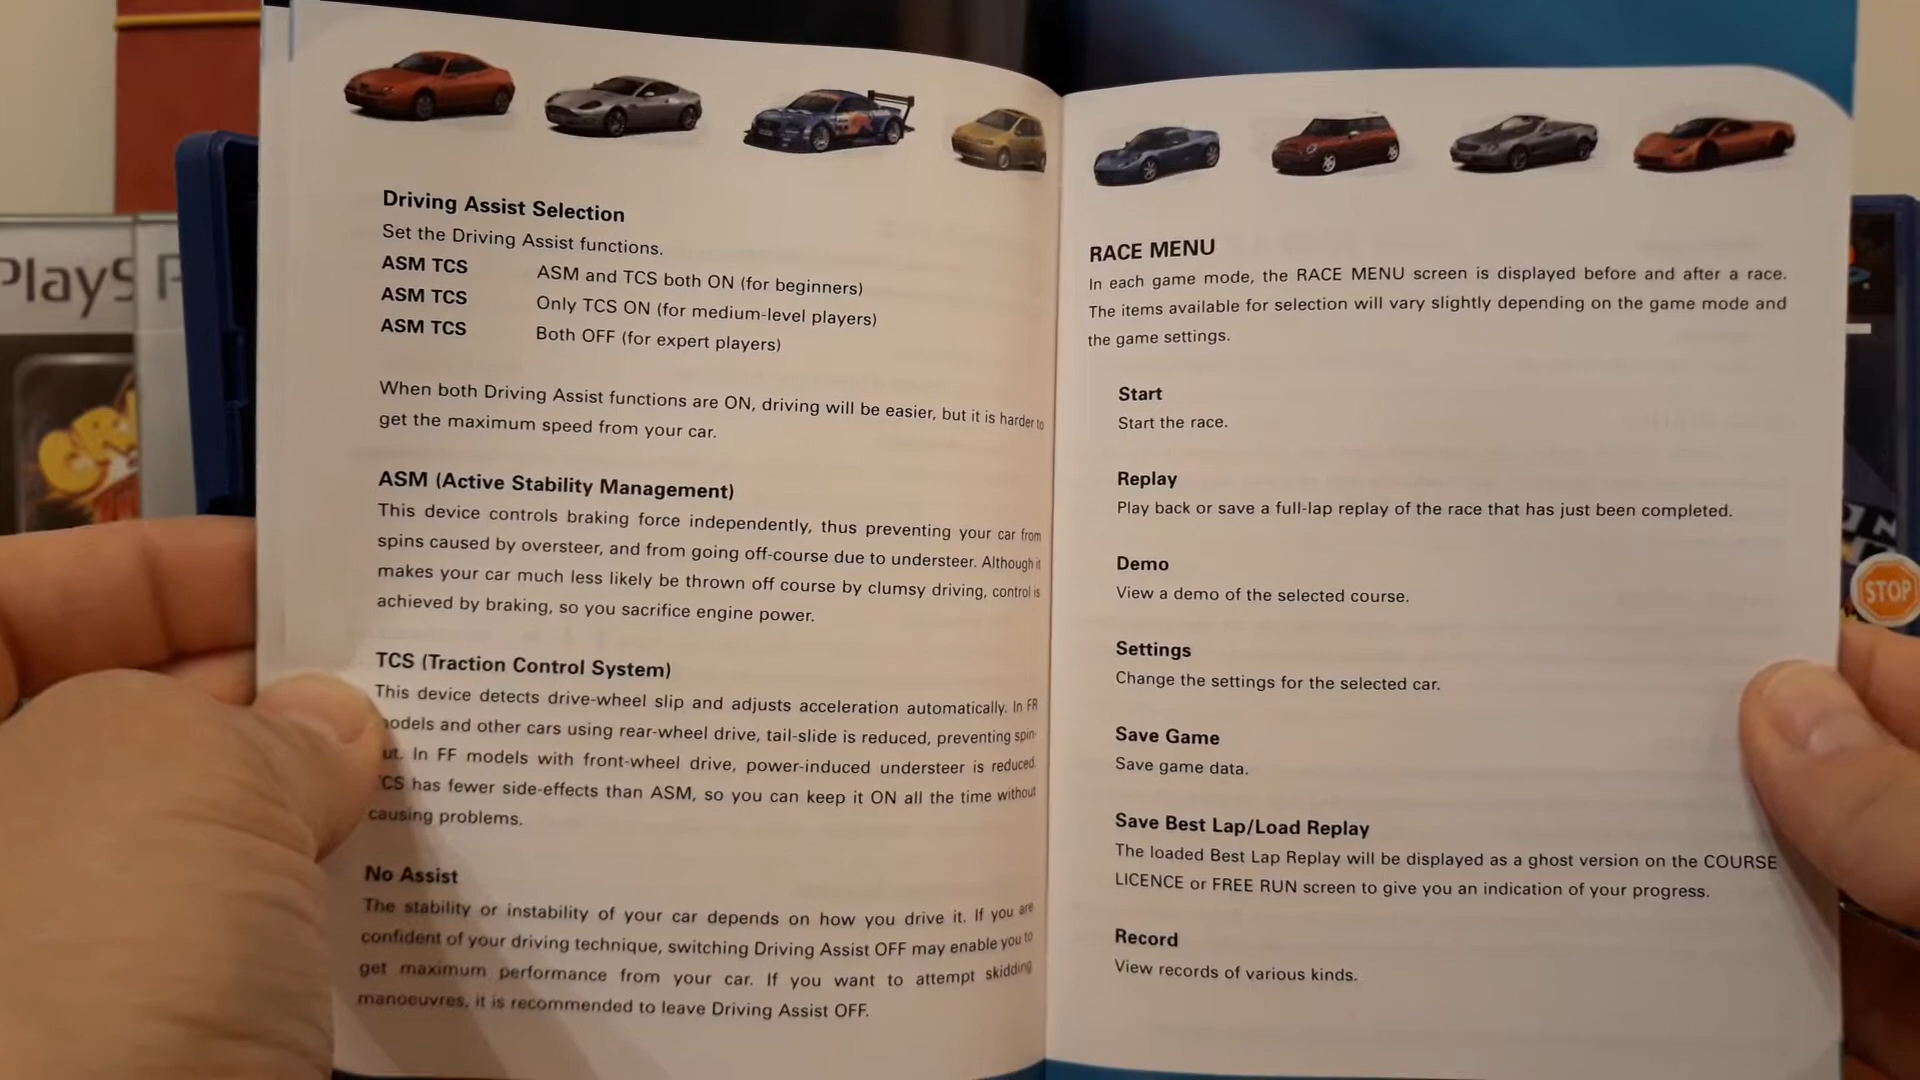 PlayS P
Driving Assist Selection
Set the Driving Assist functions.
ASM TCS ASM and TCS both ON (for beginners)
ASM TCS Only TCS ON (for medium-level players)
ASM TCS Both OFF (for expert players)
When both Driving Assist functions are ON, driving will be easier, but it is harder to
get the maximum speed from your car.
ASM (Active Stability Management)
This device controls braking force independently, thus preventing your car from
spins caused by oversteer, and from going off-course due to understeer. Although it
makes your car much less likely be thrown off course by clumsy driving, control is
achieved by braking, so you sacrifice engine power.
TCS (Traction Control System)
This device detects drive-wheel slip and adjusts acceleration automatically. In FR
odels and other cars using rear-wheel drive, tail-slide is reduced, preventing spin-
ut. In FF models with front-wheel drive, power-induced understeer is reduced.
CS has fewer side-effects than ASM, so you can keep it ON all the time without
causing problems.
No Assist
The stability or instability of your car depends on how you drive it. If you are
confident of your driving technique, switching Driving Assist OFF may enable you to
get maximum performance from your car. If you want to attempt skidding
manoeuvres, it is recommended to leave Driving Assist OFF.
RACE MENU
In each game mode, the RACE MENU screen is displayed before and after a race.
The items available for selection will vary slightly depending on the game mode and
the game settings.
Start
Start the race.
Replay
Play back or save a full-lap replay of the race that has just been completed.
Demo
View a demo of the selected course.
Settings
Change the settings for the selected car.
Save Game
Save game data.
Save Best Lap/Load Replay
The loaded Best Lap Replay will be displayed as a ghost version on the COURSE
LICENCE or FREE RUN screen to give you an indication of your progress.
Record
View records of various kinds.
STOP